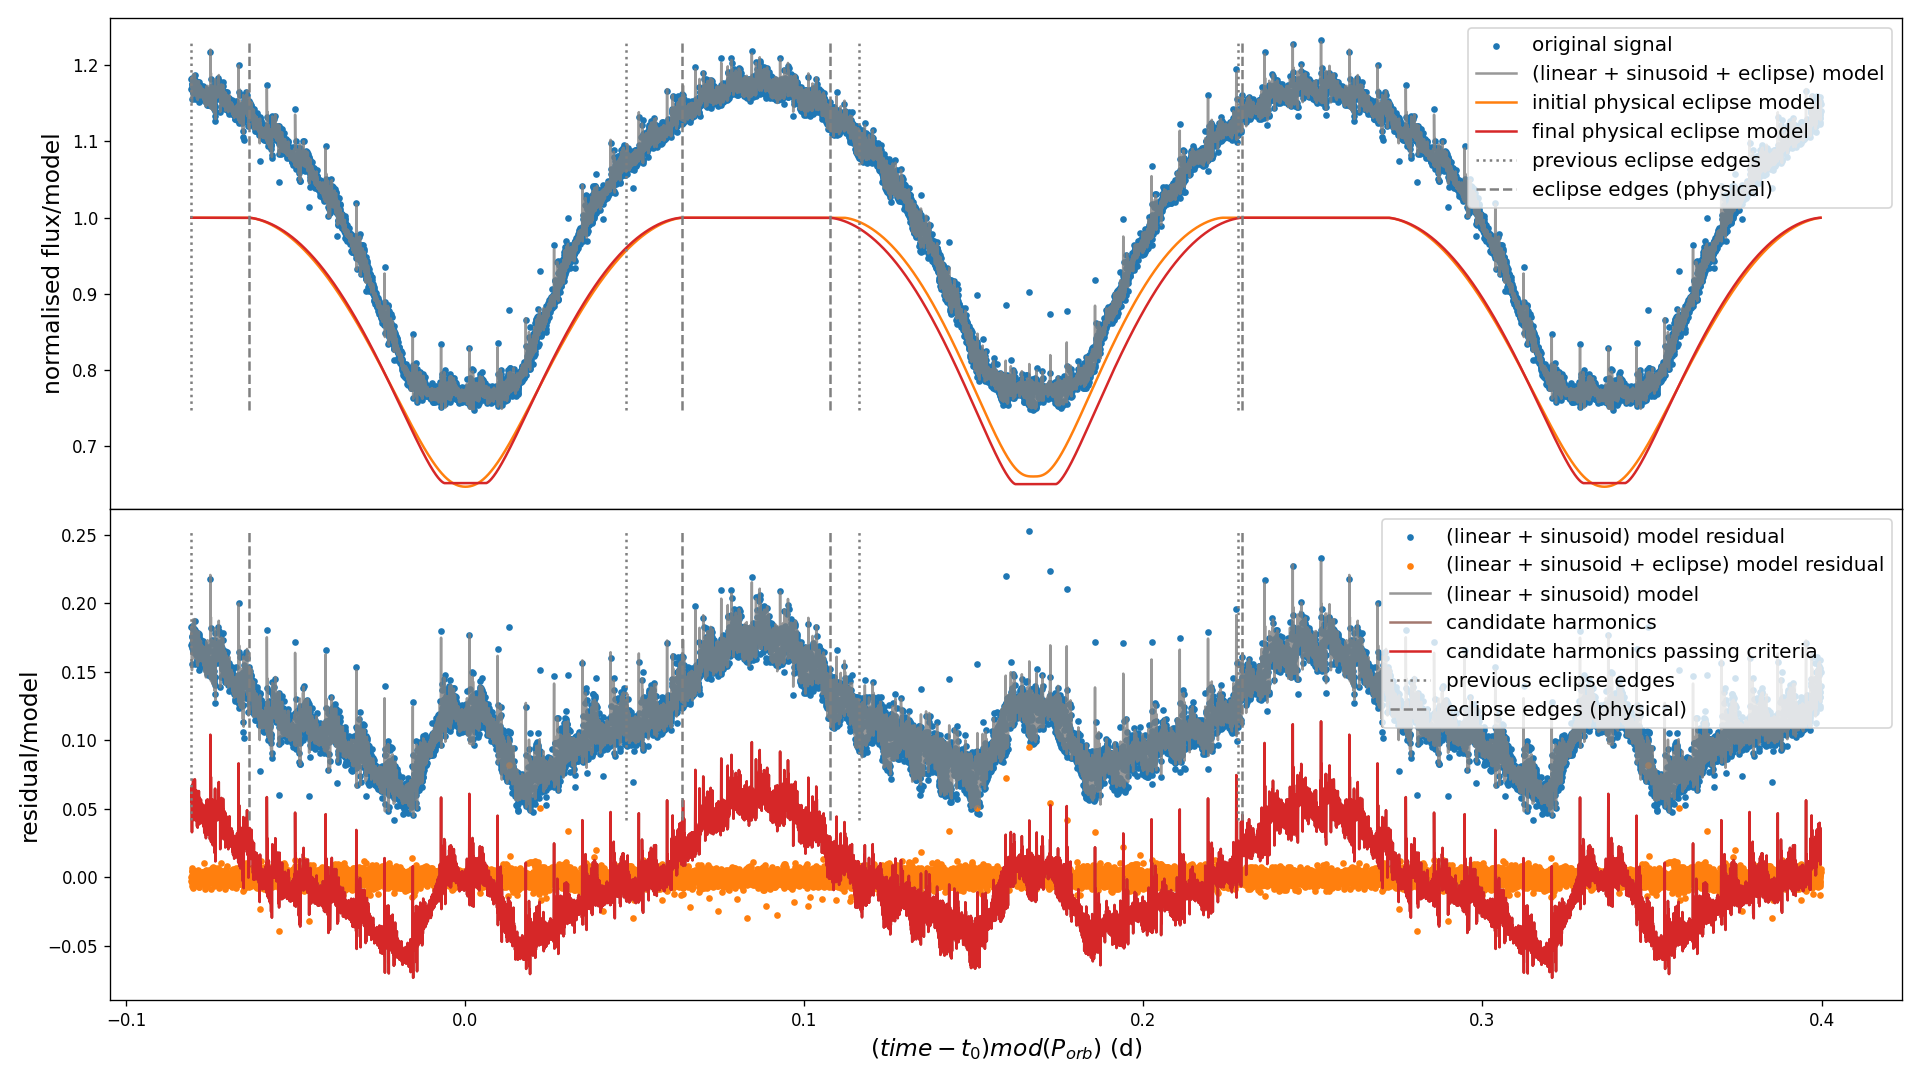 normalised flux/model
1.2
1.1
1.0
0.9
0.8
0.7
original signal
(linear + sinusoid + eclipse) model
initial physical eclipse model
final physical eclipse model
previous eclipse edges
eclipse edges (physical)
residual/model
0.25
0.20
0.15
0.10
0.05
0.00
−0.05
(linear + sinusoid) model residual
(linear + sinusoid + eclipse) model residual
(linear + sinusoid) model
candidate harmonics
candidate harmonics passing criteria
previous eclipse edges
eclipse edges (physical)
−0.1 0.0 0.1 0.2 0.3 0.4
(time − t₀)mod(P_orb) (d)